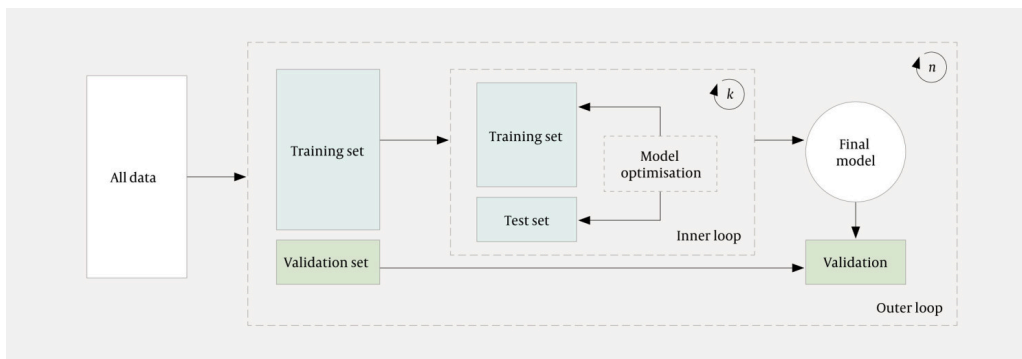 All data
Training set
Validation set
Training set
Test set
Model
optimisation
Inner loop
k
Final
model
Validation
Outer loop
n